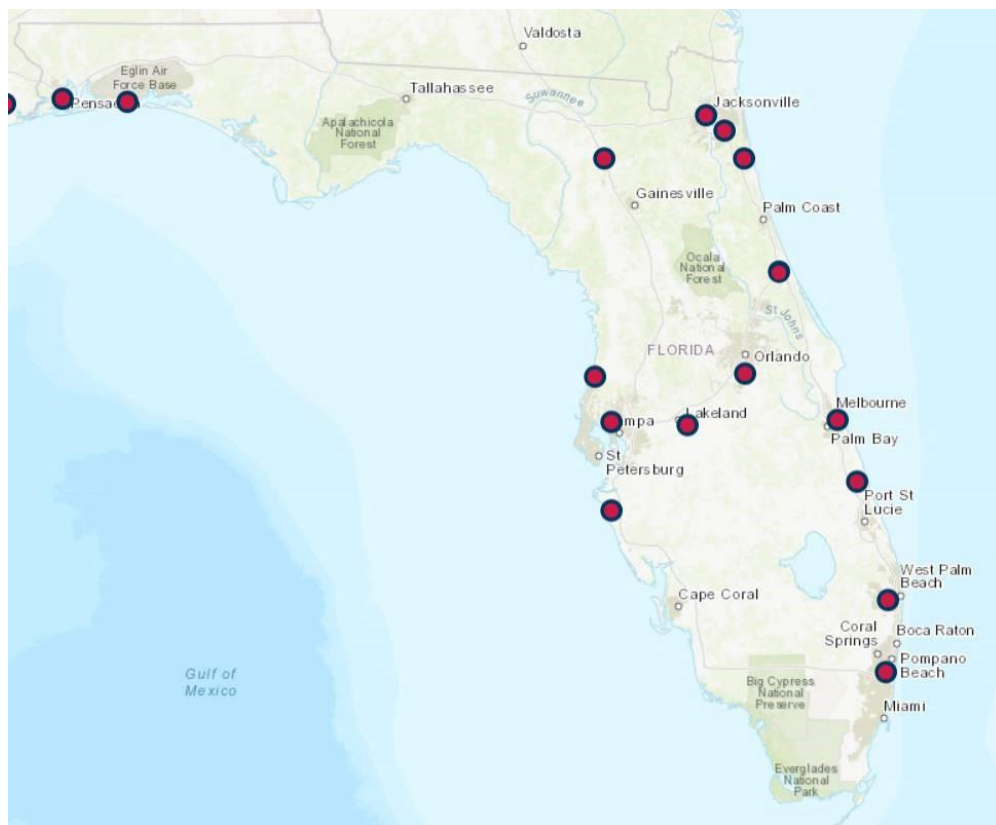 Valdosta
Eglin Air
Force Base
Tallahassee
Suwannee
Jacksonville
Apalachicola
National
Forest
Gainesville
Palm Coast
Ocala
National
Forest
St Johns
FLORIDA
Orlando
Melbourne
Lakeland
mpa
Palm Bay
St
Petersburg
Port St
Lucie
West Palm
Beach
Cape Coral
Coral
Springs
Boca Raton
Pompano
Beach
Gulf of
Mexico
Big Cypress
National
Preserve
Miami
Everglades
National
Park